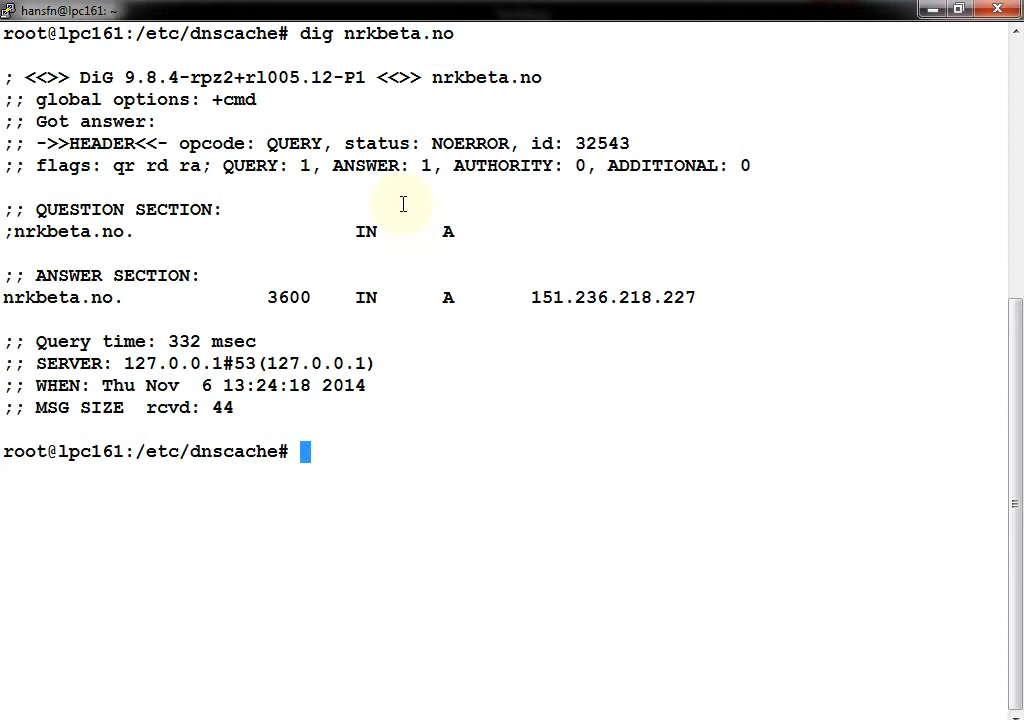 hansfn@lpc161: ~
root@lpc161:/etc/dnscache# dig nrkbeta.no
; <<>> DiG 9.8.4-rpz2+rl005.12-P1 <<>> nrkbeta.no
;; global options: +cmd
;; Got answer:
;; ->>HEADER<<- opcode: QUERY, status: NOERROR, id: 32543
;; flags: qr rd ra; QUERY: 1, ANSWER: 1, AUTHORITY: 0, ADDITIONAL: 0
;; QUESTION SECTION:
;nrkbeta.no. IN A
;; ANSWER SECTION:
nrkbeta.no. 3600 IN A 151.236.218.227
;; Query time: 332 msec
;; SERVER: 127.0.0.1#53(127.0.0.1)
;; WHEN: Thu Nov  6 13:24:18 2014
;; MSG SIZE  rcvd: 44
root@lpc161:/etc/dnscache#